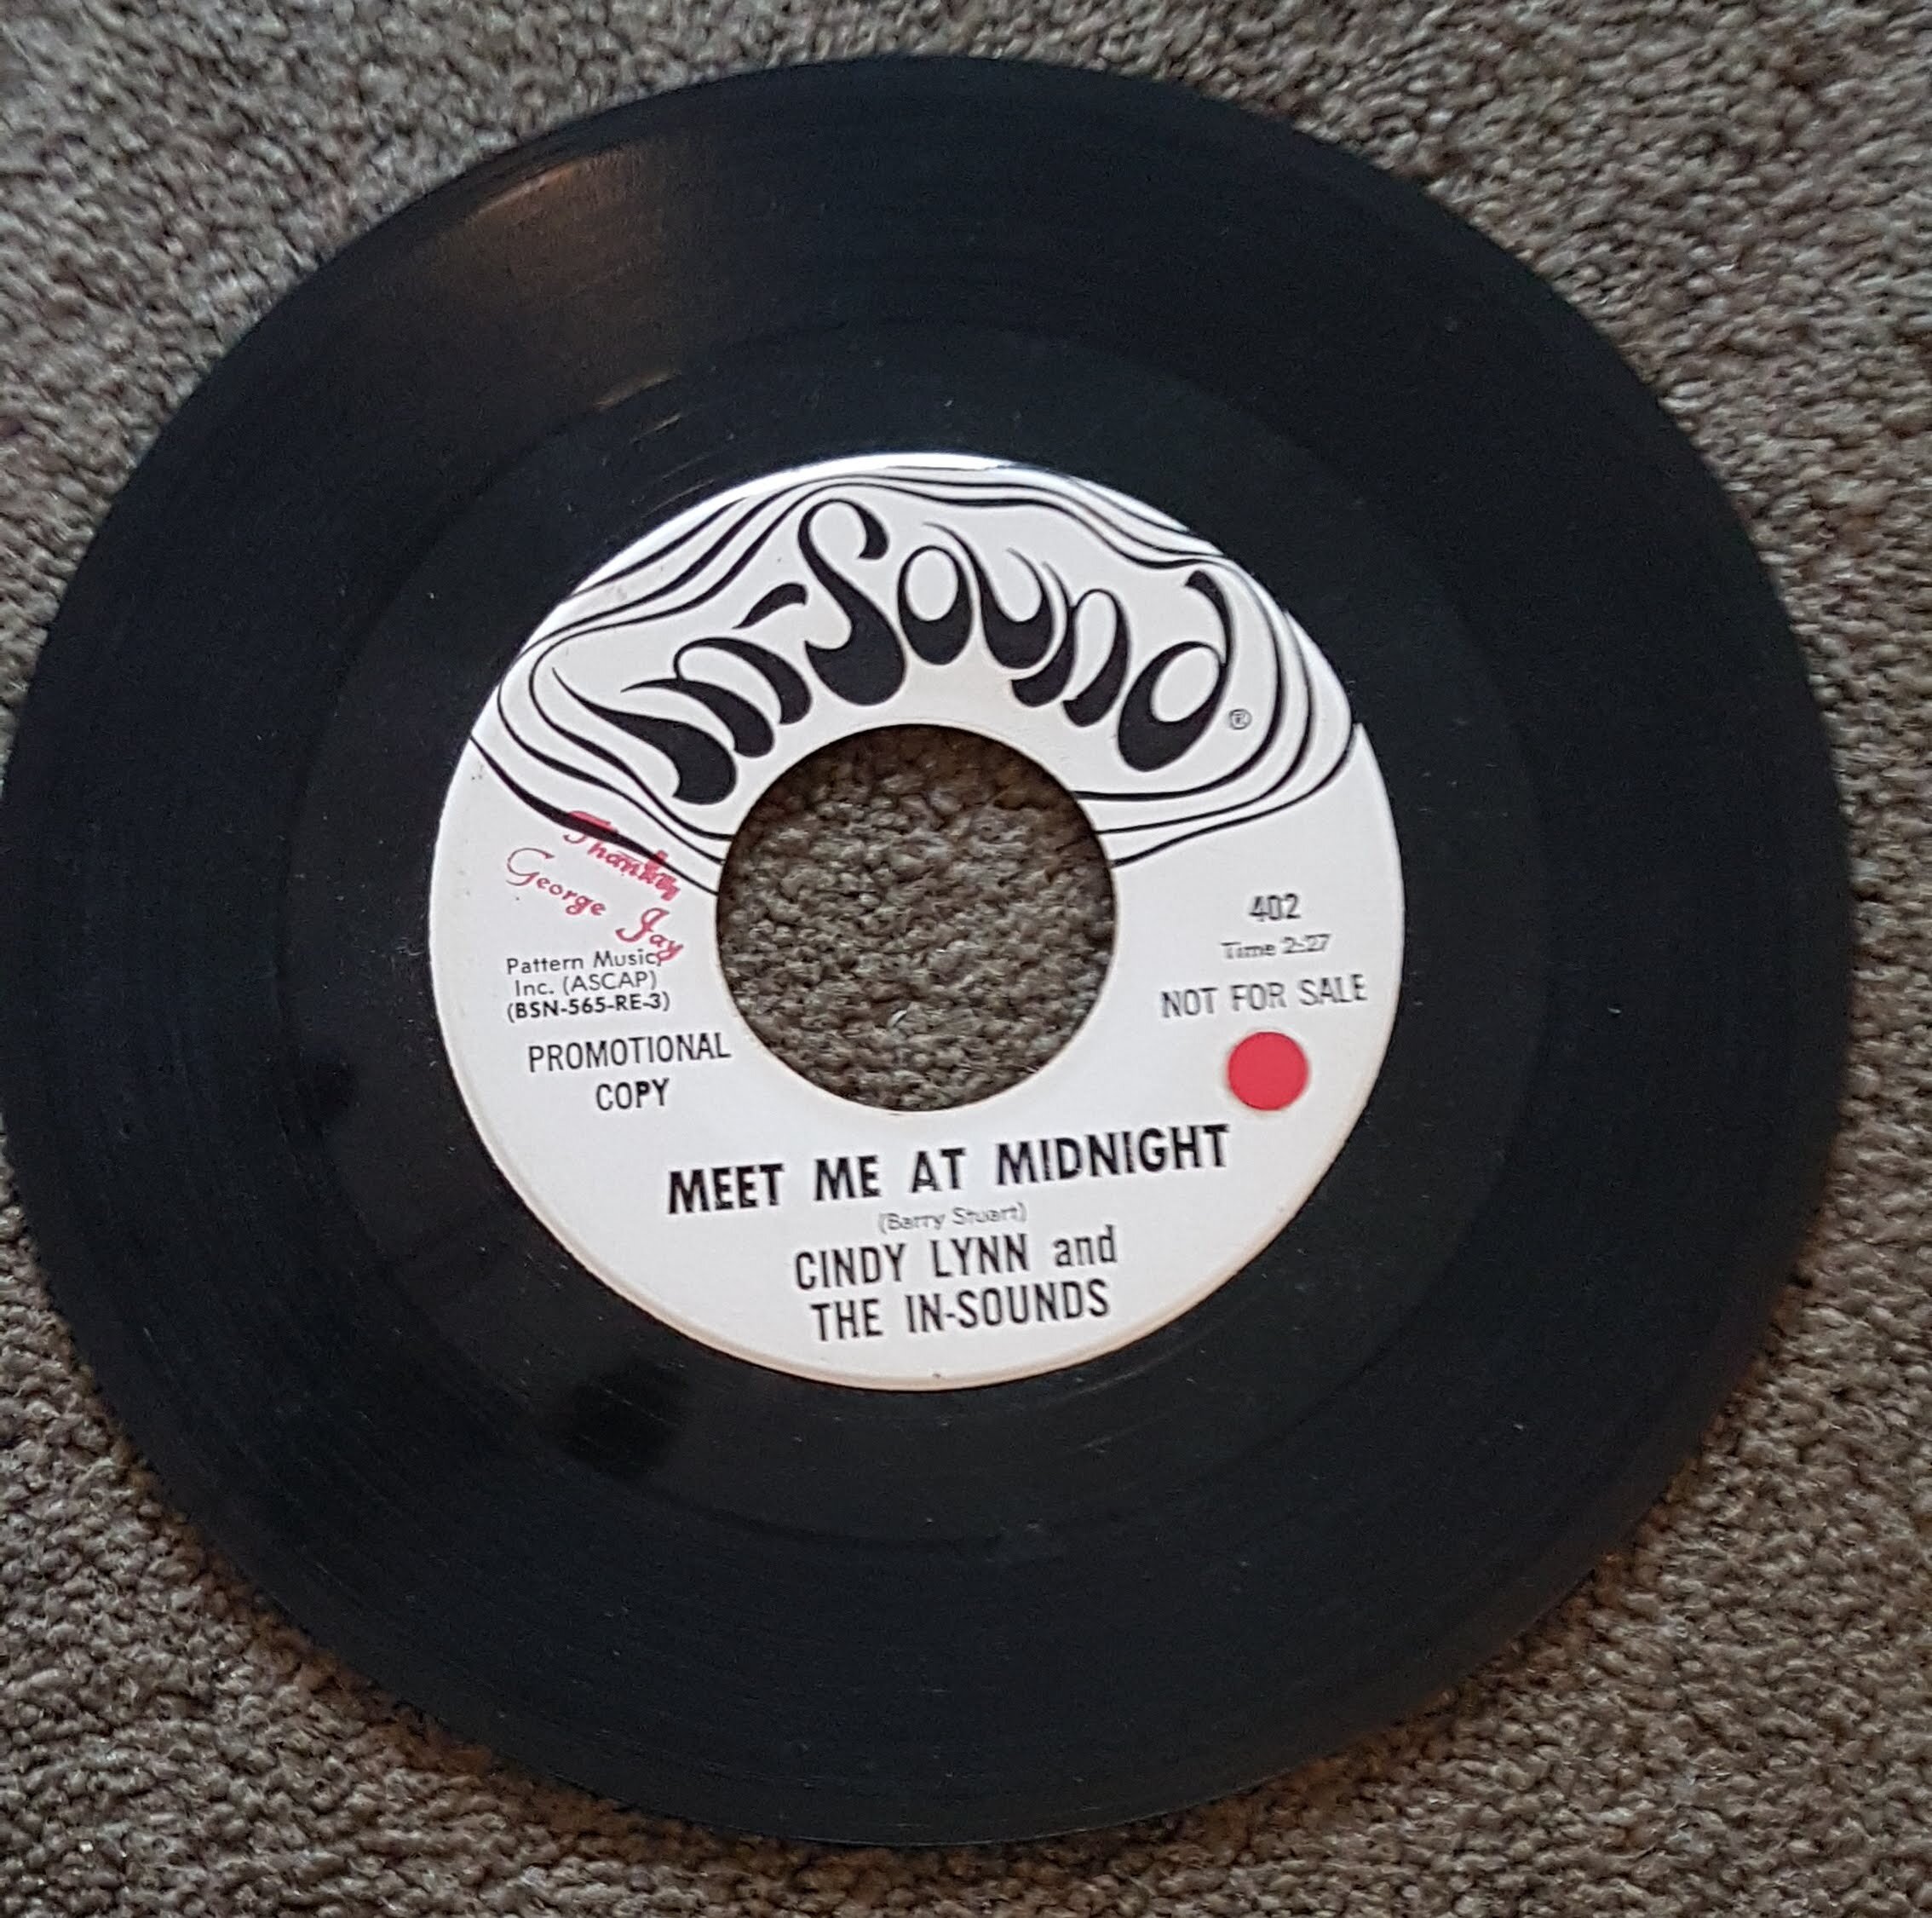 In-Sound ®
Thanks
George Jay
Pattern Music,
Inc. (ASCAP)
(BSN-565-RE-3)
PROMOTIONAL
COPY
402
Time 2:27
NOT FOR SALE
MEET ME AT MIDNIGHT
(Barry Stuart)
CINDY LYNN and
THE IN-SOUNDS